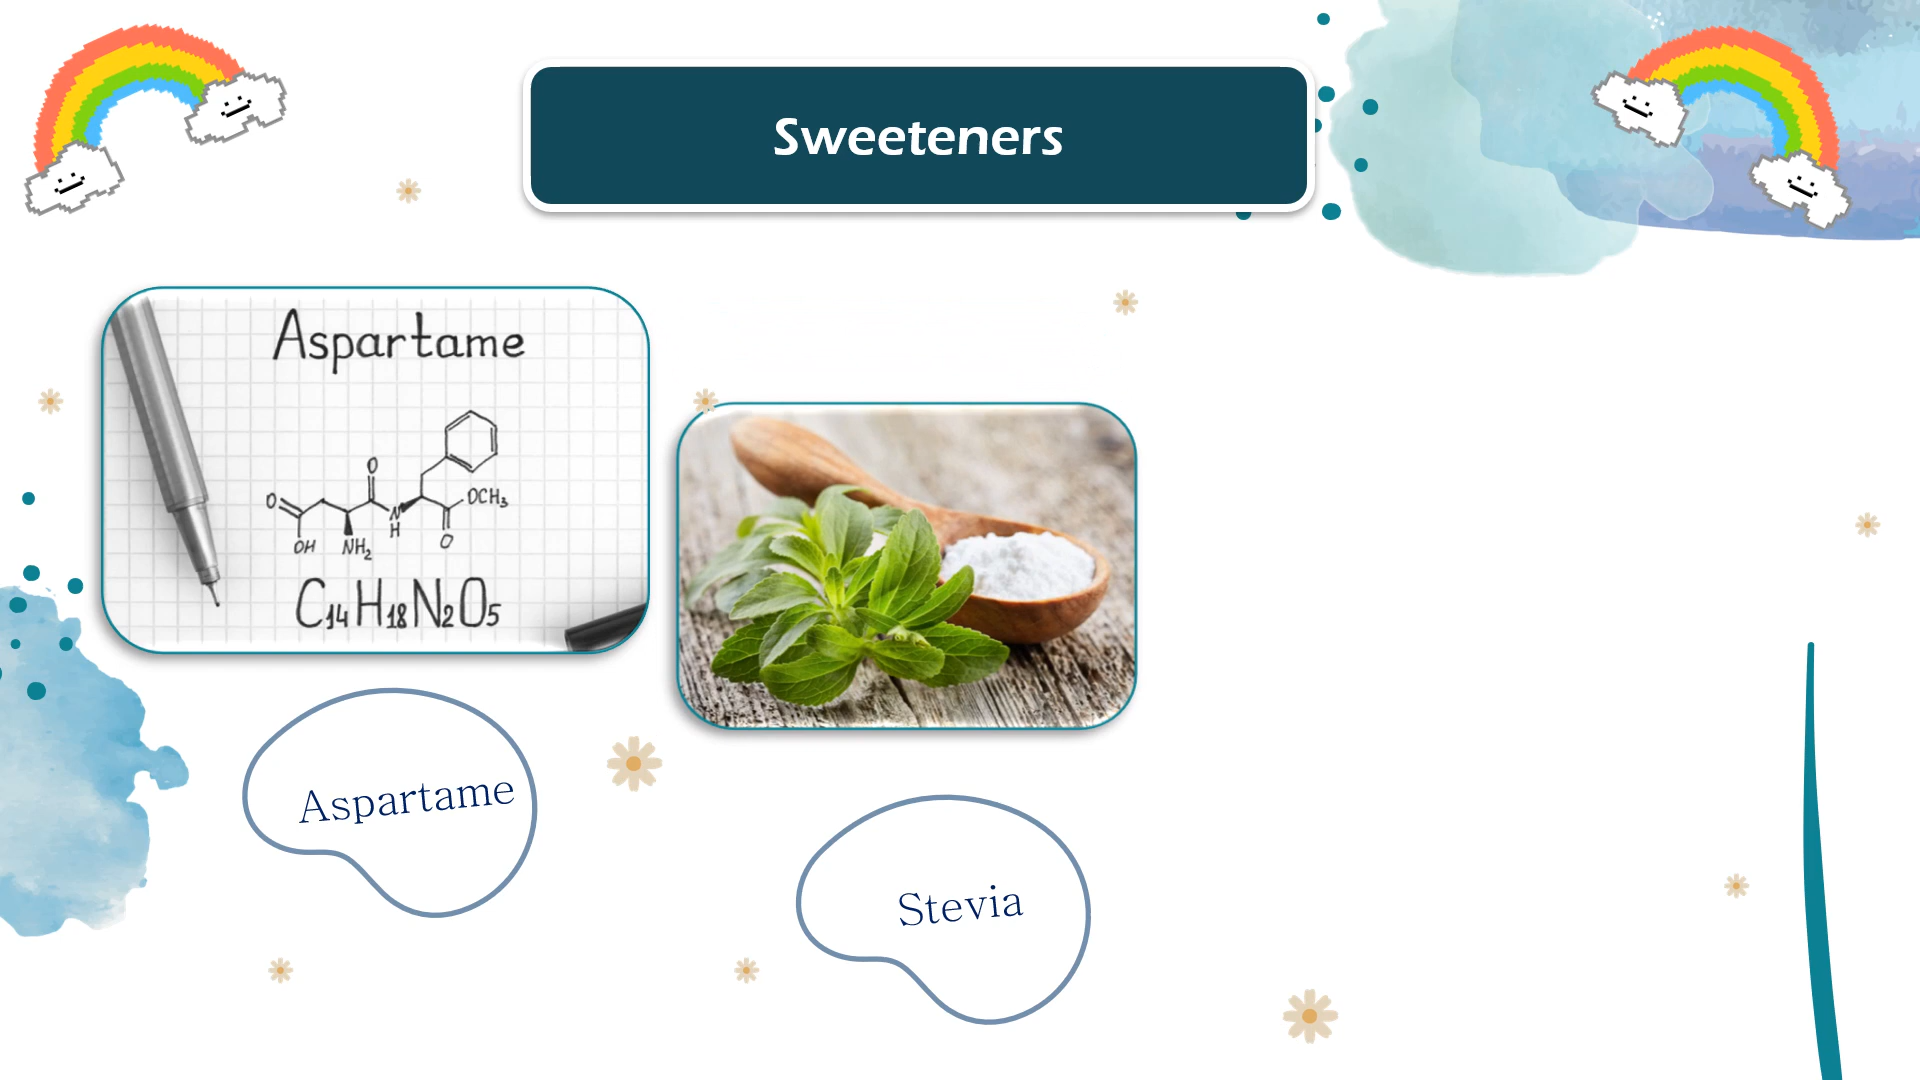 Sweeteners
Aspartame
O
O
OH
NH2
N
H
OCH3
O
C14H18N2O5
Aspartame
Stevia